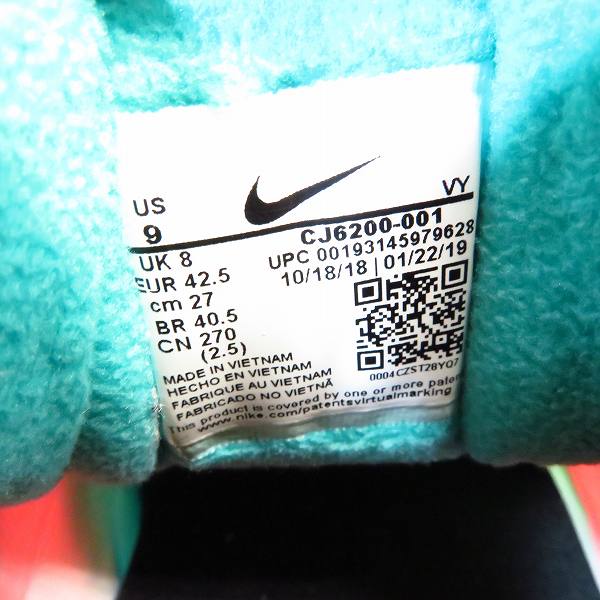 US
9
VY
CJ6200-001
UPC 00193145979628
10/18/18 | 01/22/19
UK 8
EUR 42.5
cm 27
BR 40.5
CN 270
(2.5)
MADE IN VIETNAM
HECHO EN VIETNAM
FABRIQUE AU VIETNAM
FABRICADO NO VIETNÃ
0004CZST28YQ7
This product is covered by one or more paten
www.nike.com/patentsvirtualmarking